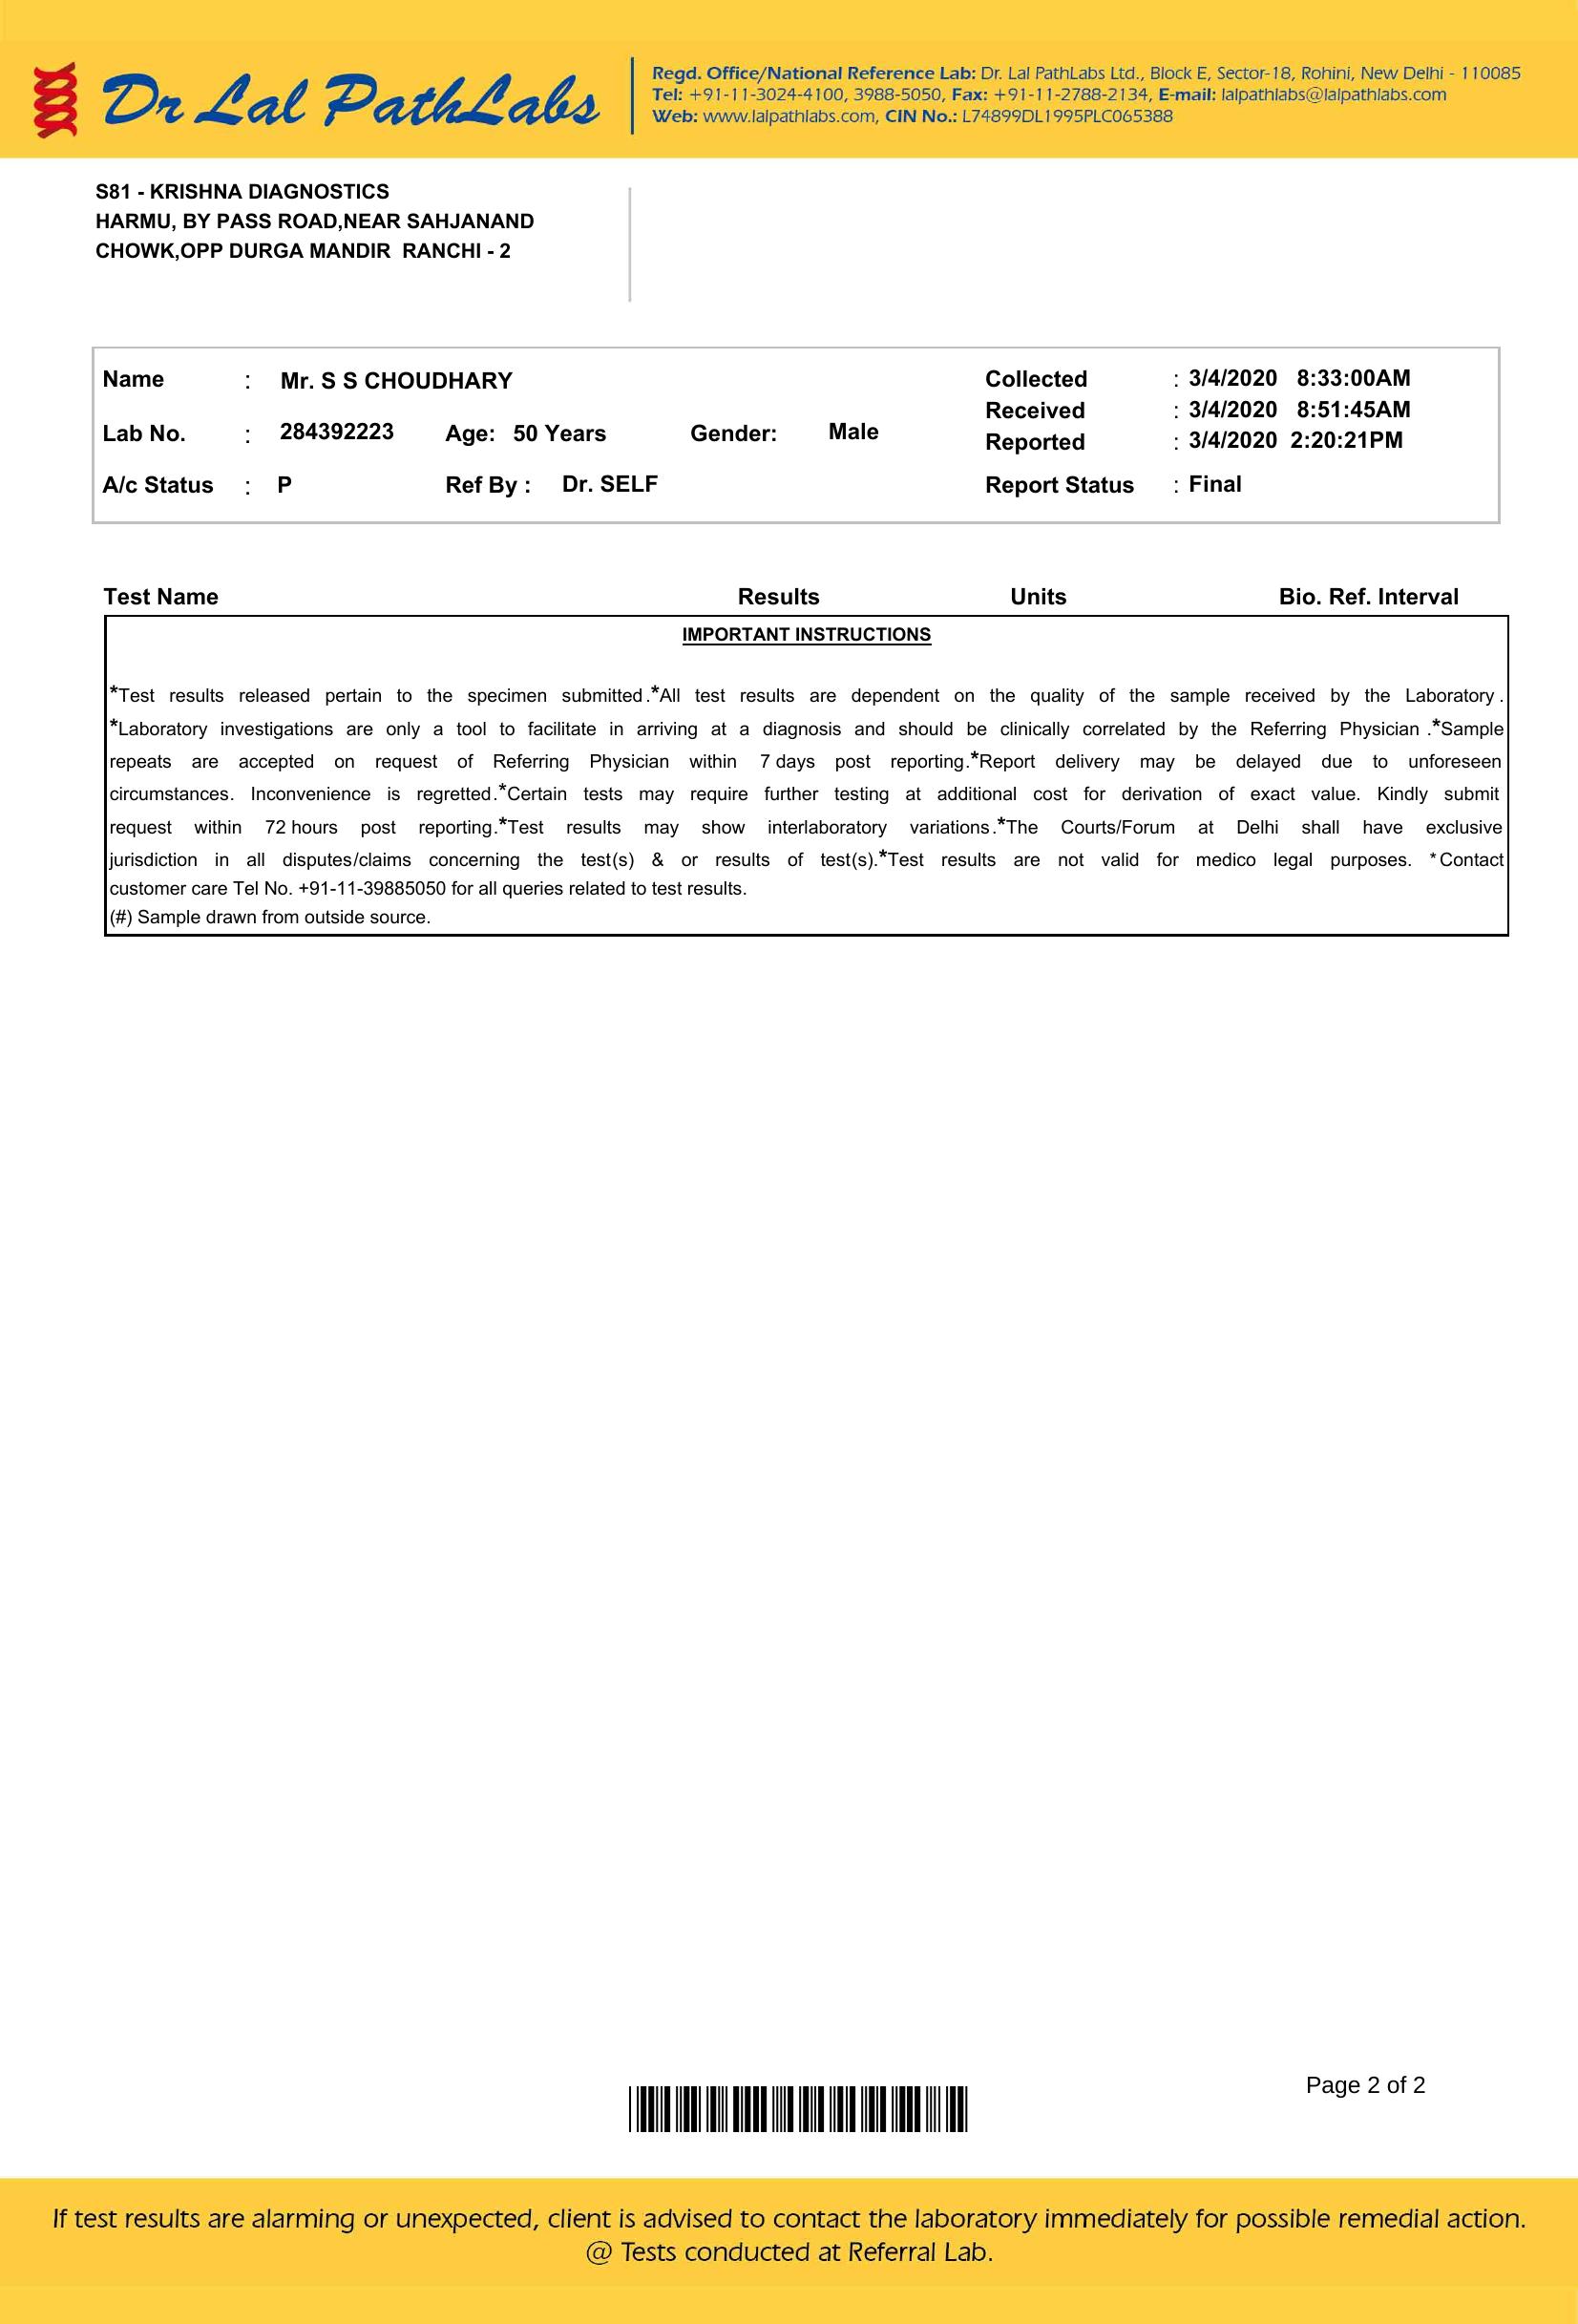 Dr Lal PathLabs
Regd. Office/National Reference Lab: Dr. Lal PathLabs Ltd., Block E, Sector-18, Rohini, New Delhi - 110085
Tel: +91-11-3024-4100, 3988-5050, Fax: +91-11-2788-2134, E-mail: lalpathlabs@lalpathlabs.com
Web: www.lalpathlabs.com, CIN No.: L74899DL1995PLC065388
S81 - KRISHNA DIAGNOSTICS
HARMU, BY PASS ROAD,NEAR SAHJANAND
CHOWK,OPP DURGA MANDIR RANCHI - 2
Name : Mr. S S CHOUDHARY
Collected : 3/4/2020 8:33:00AM
Received : 3/4/2020 8:51:45AM
Lab No. : 284392223 Age: 50 Years Gender: Male
Reported : 3/4/2020 2:20:21PM
A/c Status : P Ref By : Dr. SELF Report Status : Final
Test Name Results Units Bio. Ref. Interval
IMPORTANT INSTRUCTIONS
*Test results released pertain to the specimen submitted.*All test results are dependent on the quality of the sample received by the Laboratory .
*Laboratory investigations are only a tool to facilitate in arriving at a diagnosis and should be clinically correlated by the Referring Physician .*Sample
repeats are accepted on request of Referring Physician within 7 days post reporting.*Report delivery may be delayed due to unforeseen
circumstances. Inconvenience is regretted.*Certain tests may require further testing at additional cost for derivation of exact value. Kindly submit
request within 72 hours post reporting.*Test results may show interlaboratory variations.*The Courts/Forum at Delhi shall have exclusive
jurisdiction in all disputes/claims concerning the test(s) & or results of test(s).*Test results are not valid for medico legal purposes. *Contact
customer care Tel No. +91-11-39885050 for all queries related to test results.
(#) Sample drawn from outside source.
Page 2 of 2
If test results are alarming or unexpected, client is advised to contact the laboratory immediately for possible remedial action.
@ Tests conducted at Referral Lab.